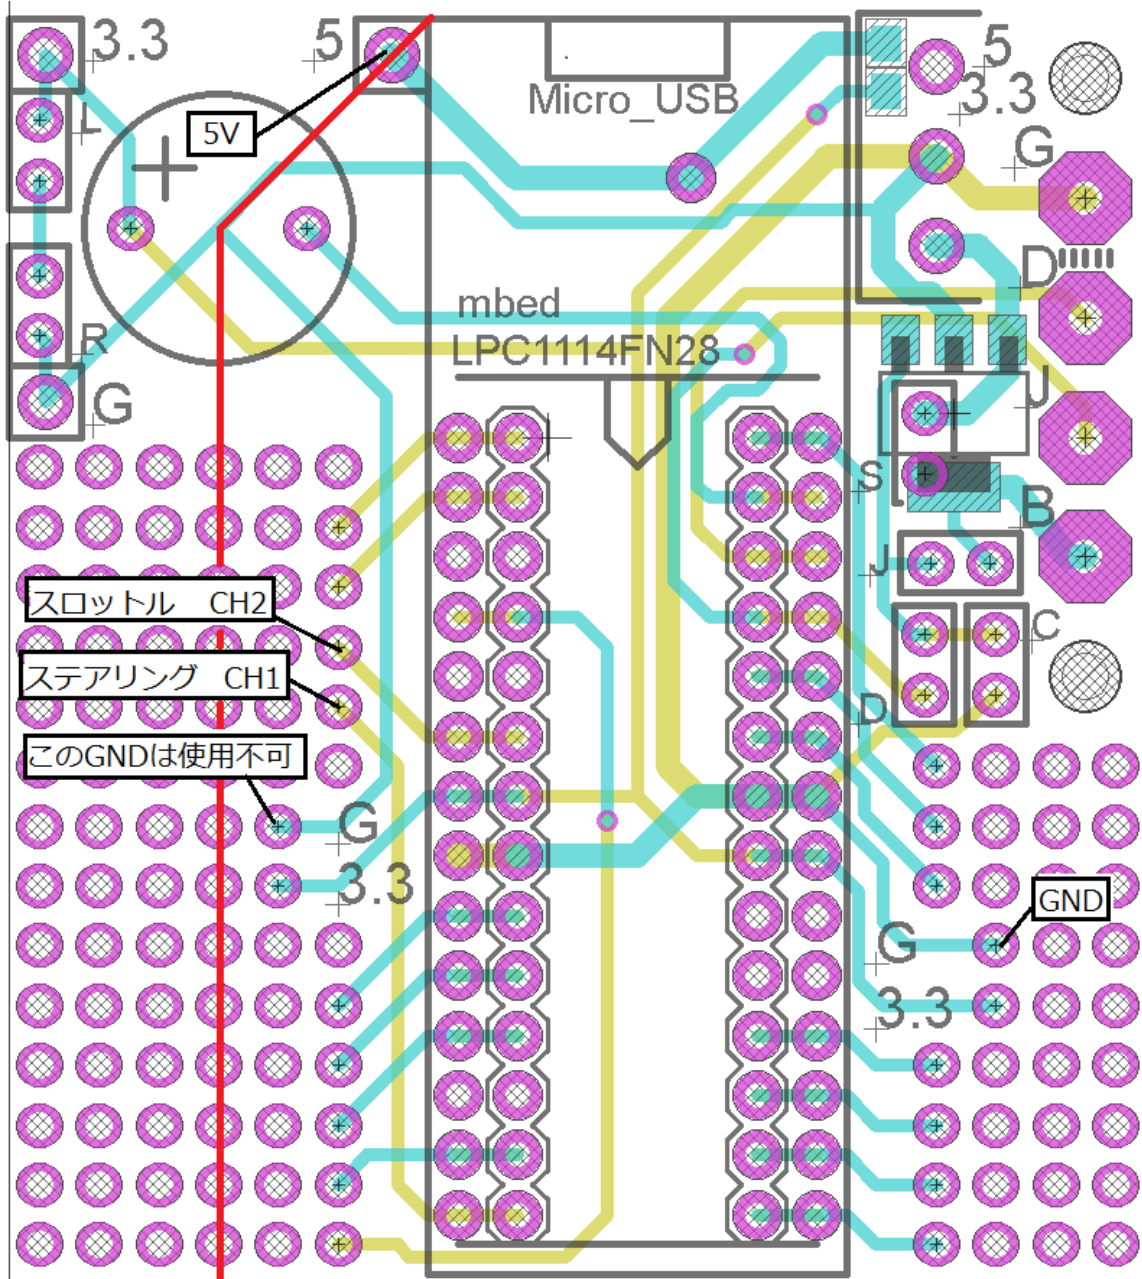 3.3
5
5
Micro_USB
3.3
L
5V
G
D
mbed
R
LPC1114FN28
G
J
S
B
J
スロットル CH2
C
ステアリング CH1
D
このGNDは使用不可
G
3.3
GND
G
3.3